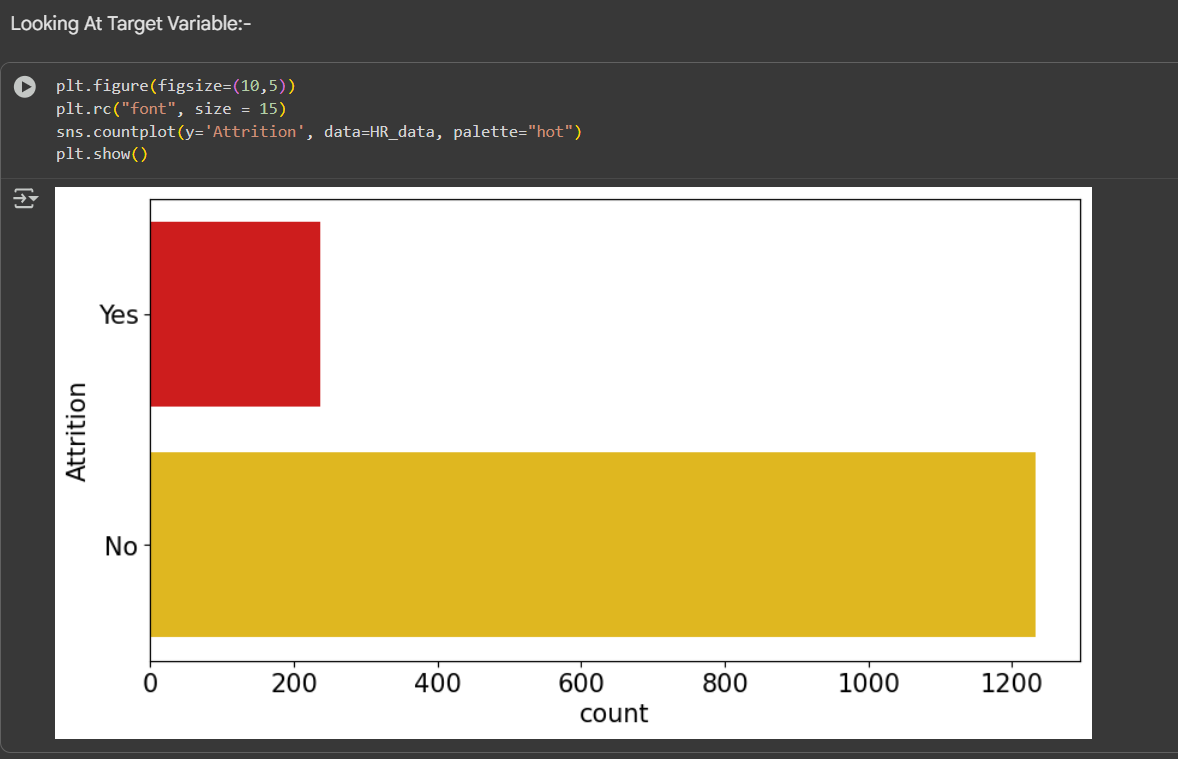 Looking At Target Variable:-
plt.figure(figsize=(10,5))
plt.rc("font", size = 15)
sns.countplot(y='Attrition', data=HR_data, palette="hot")
plt.show()
Yes
No
Attrition
0 200 400 600 800 1000 1200
count